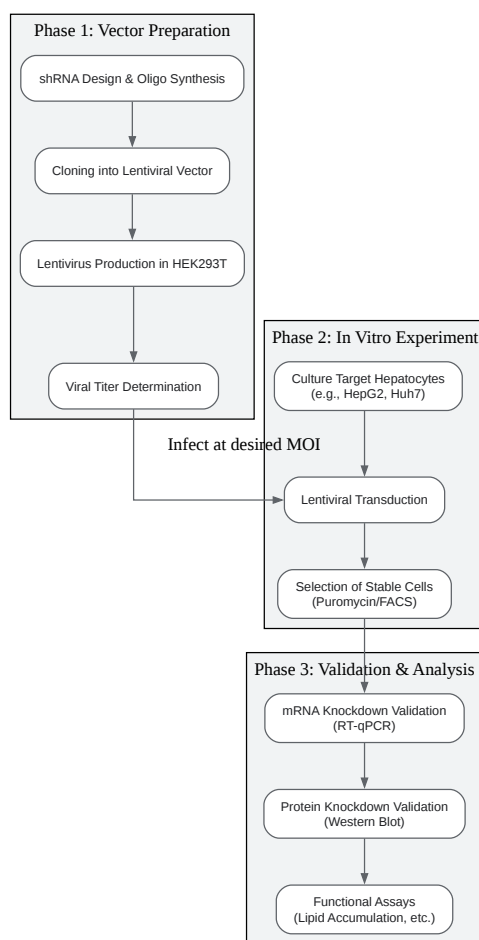 Phase 1: Vector Preparation
shRNA Design & Oligo Synthesis
Cloning into Lentiviral Vector
Lentivirus Production in HEK293T
Viral Titer Determination
Infect at desired MOI
Phase 2: In Vitro Experiment
Culture Target Hepatocytes
(e.g., HepG2, Huh7)
Lentiviral Transduction
Selection of Stable Cells
(Puromycin/FACS)
Phase 3: Validation & Analysis
mRNA Knockdown Validation
(RT-qPCR)
Protein Knockdown Validation
(Western Blot)
Functional Assays
(Lipid Accumulation, etc.)